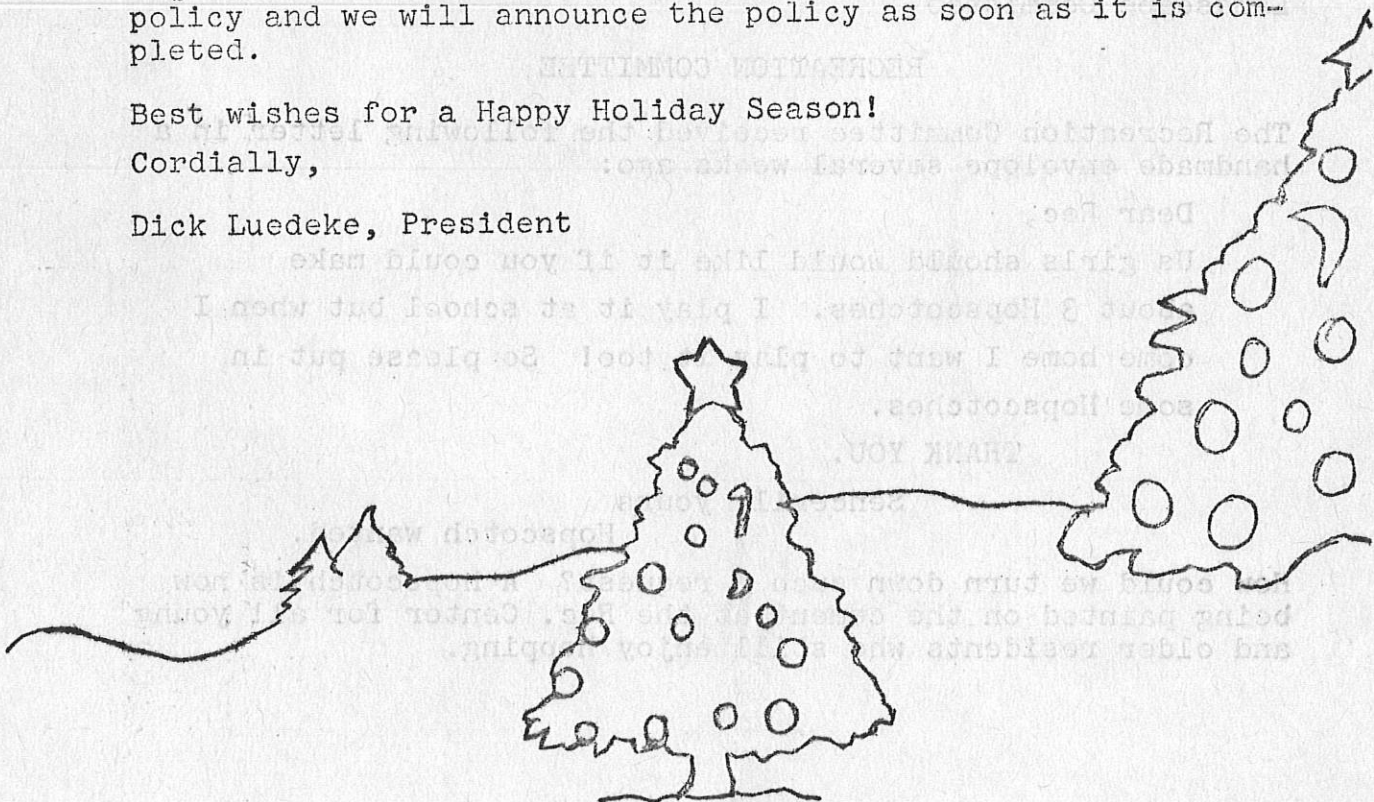 policy and we will announce the policy as soon as it is com-
pleted.
Best wishes for a Happy Holiday Season!
Cordially,
Dick Luedeke, President